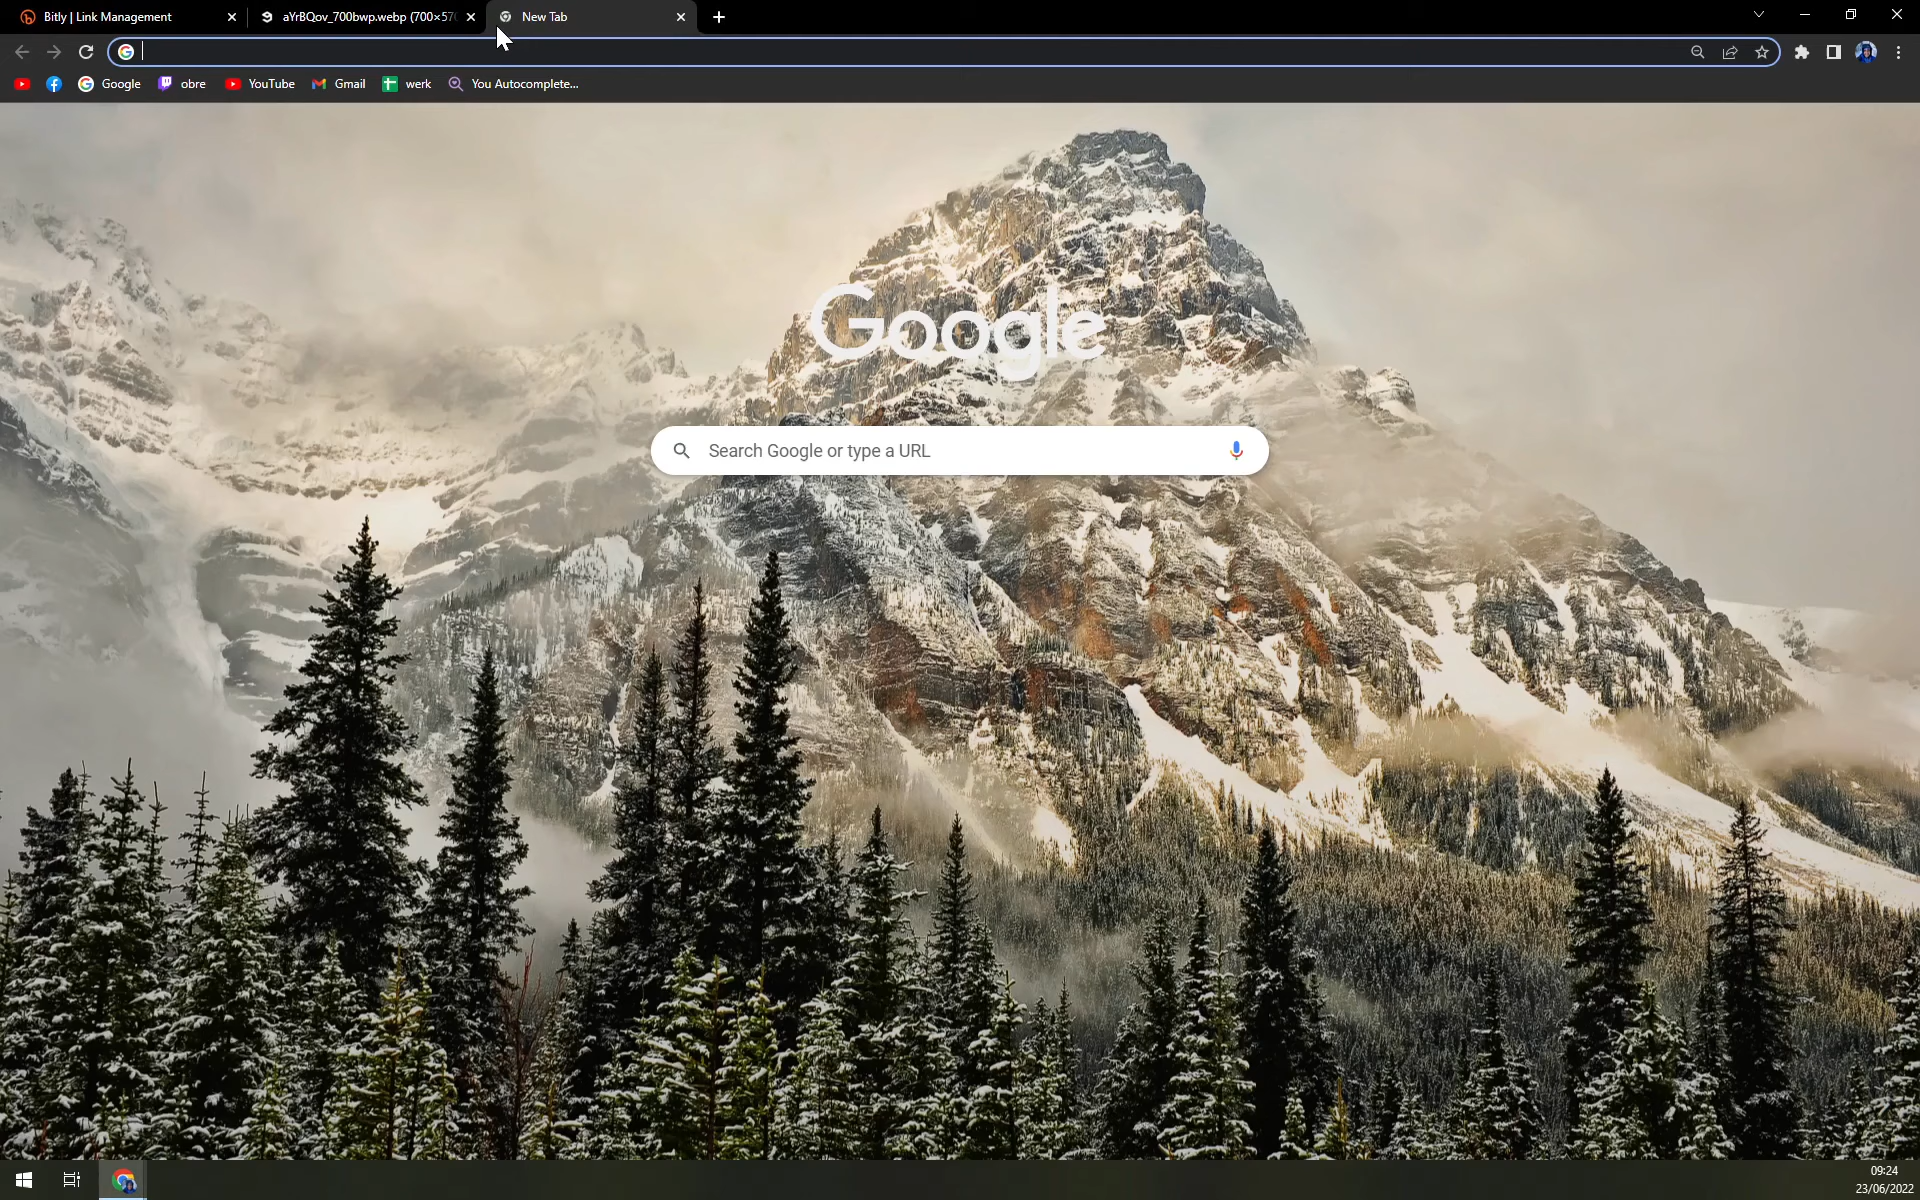 Bitly | Link Management
aYrBQov_700bwp.webp (700×570
New Tab
Google
obre
YouTube
Gmail
werk
You Autocomplete...
Google
Search Google or type a URL
09:24
23/06/2022